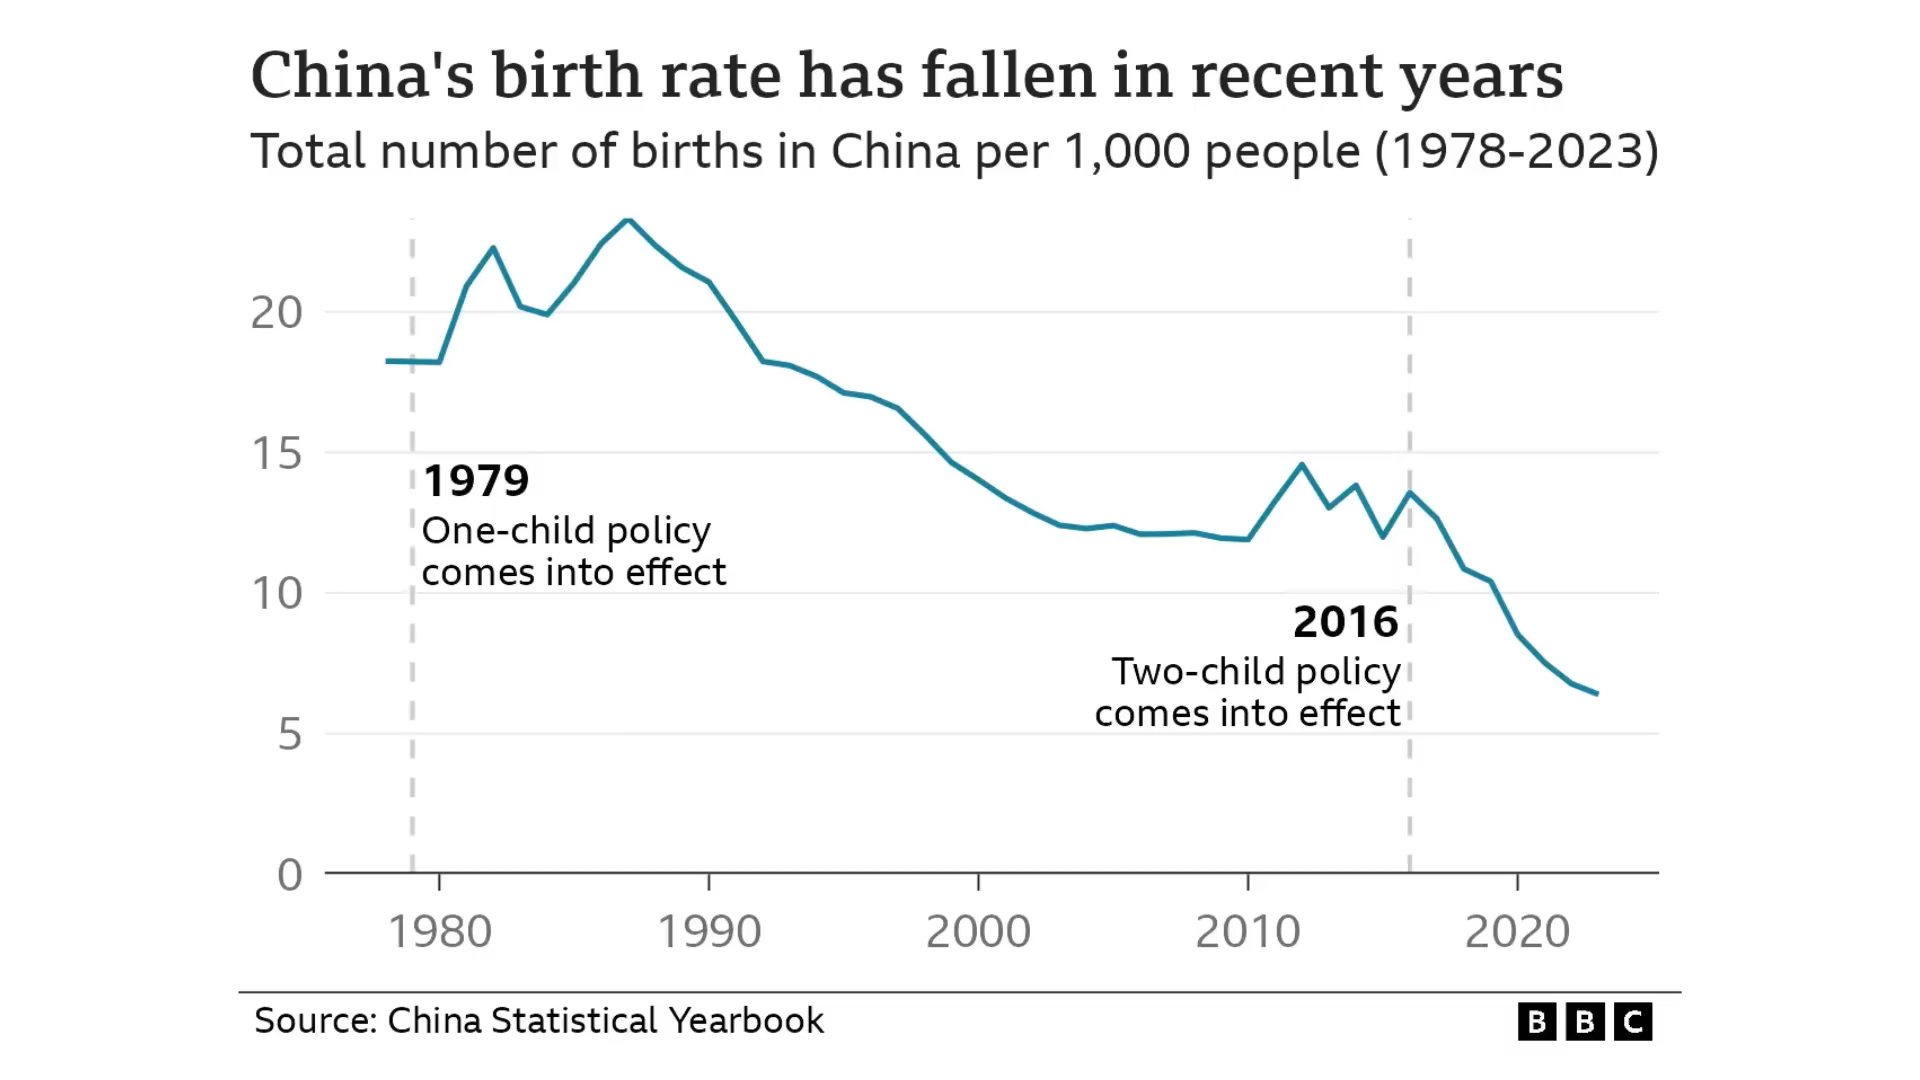 China's birth rate has fallen in recent years
Total number of births in China per 1,000 people (1978-2023)
20
15
1979
One-child policy
comes into effect
10
2016
Two-child policy
comes into effect
5
0
1980 1990 2000 2010 2020
Source: China Statistical Yearbook
BBC